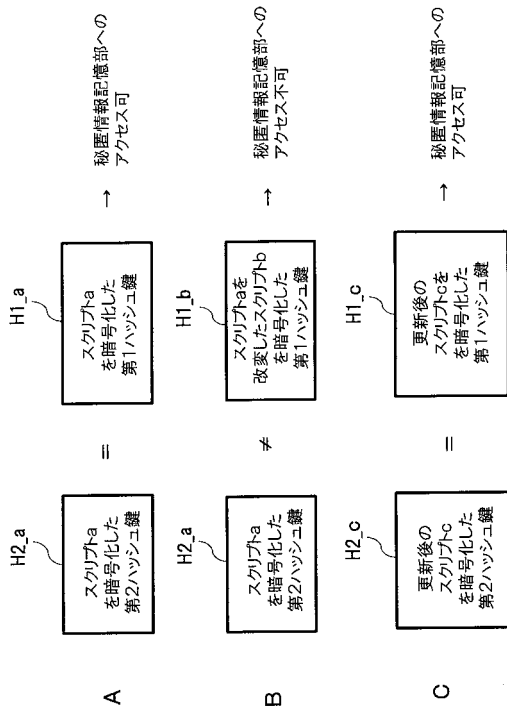 A
H2_a
スクリプトa
を暗号化した
第2ハッシュ鍵
=
H1_a
スクリプトa
を暗号化した
第1ハッシュ鍵
→
秘匿情報記憶部への
アクセス可
B
H2_a
スクリプトa
を暗号化した
第2ハッシュ鍵
≠
H1_b
スクリプトaを
改変したスクリプトb
を暗号化した
第1ハッシュ鍵
→
秘匿情報記憶部への
アクセス不可
C
H2_c
更新後の
スクリプトc
を暗号化した
第2ハッシュ鍵
=
H1_c
更新後の
スクリプトcを
を暗号化した
第1ハッシュ鍵
→
秘匿情報記憶部への
アクセス可